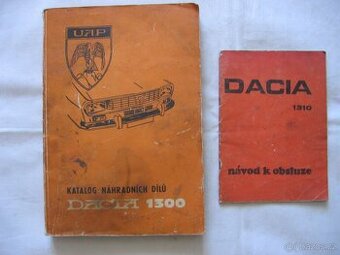 UAP
KATALOG NÁHRADNÍCH DÍLŮ
DACIA 1300
DACIA
1310
návod k obsluze